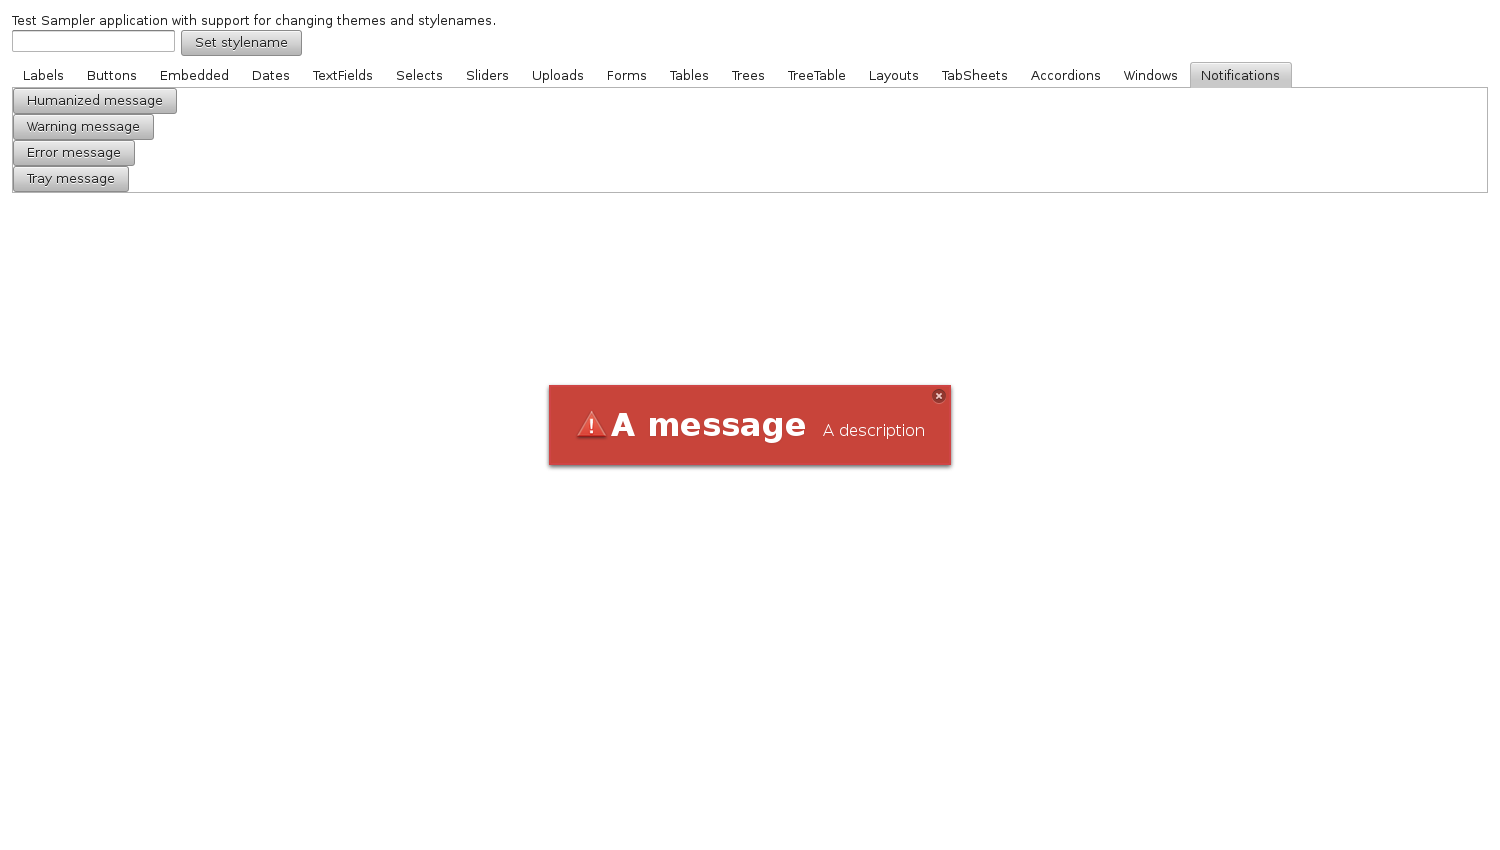 Test Sampler application with support for changing themes and stylenames.
Set stylename
Labels Buttons Embedded Dates TextFields Selects Sliders Uploads Forms Tables Trees TreeTable Layouts TabSheets Accordions Windows Notifications
Humanized message
Warning message
Error message
Tray message
A message A description